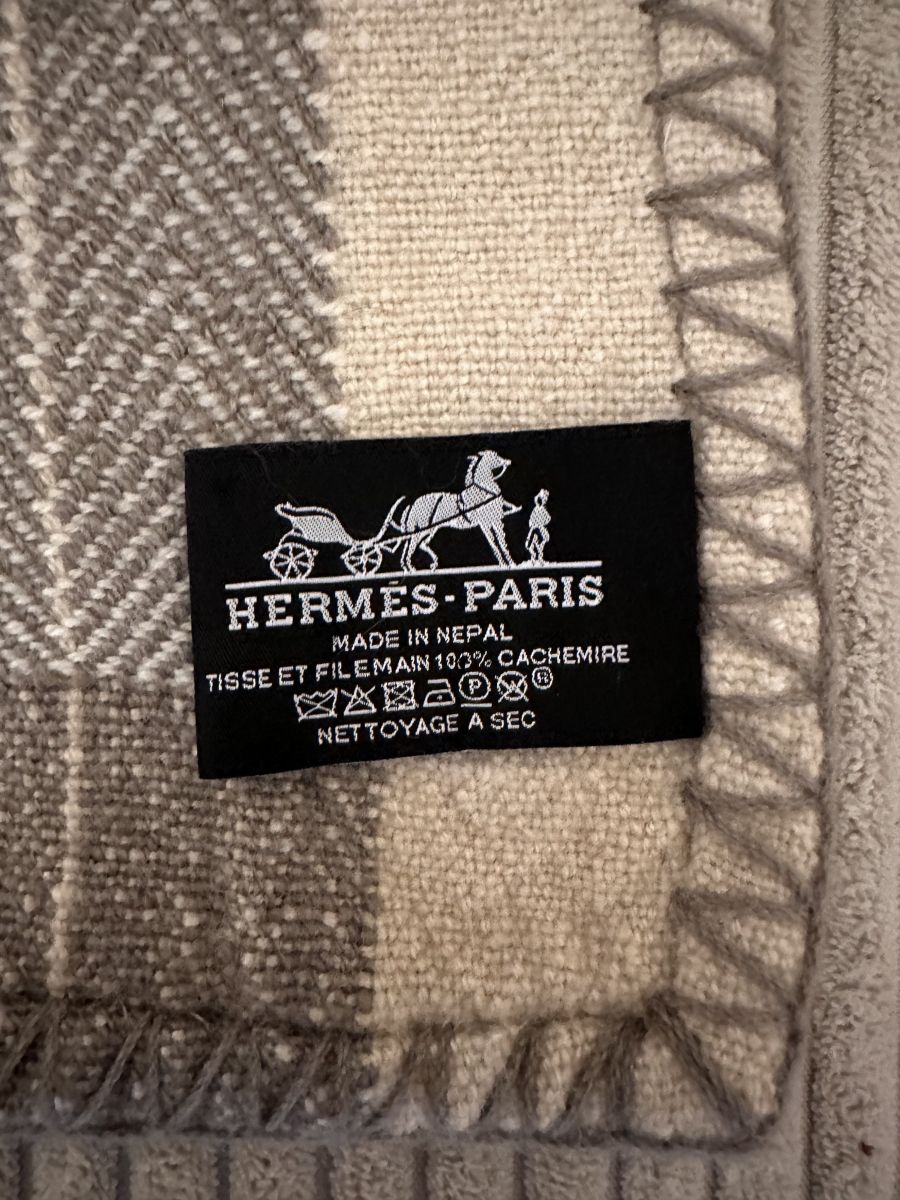 HERMÈS-PARIS
MADE IN NEPAL
TISSE ET FILE MAIN 100% CACHEMIRE
P ®
NETTOYAGE A SEC